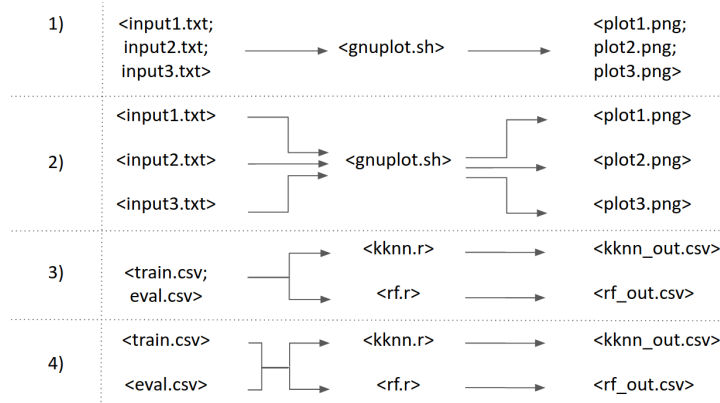 1)
<input1.txt;
input2.txt;
input3.txt>
<gnuplot.sh>
<plot1.png;
plot2.png;
plot3.png>
2)
<input1.txt>
<input2.txt>
<input3.txt>
<gnuplot.sh>
<plot1.png>
<plot2.png>
<plot3.png>
3)
<train.csv;
eval.csv>
<kknn.r>
<kknn_out.csv>
<rf.r>
<rf_out.csv>
4)
<train.csv>
<eval.csv>
<kknn.r>
<kknn_out.csv>
<rf.r>
<rf_out.csv>